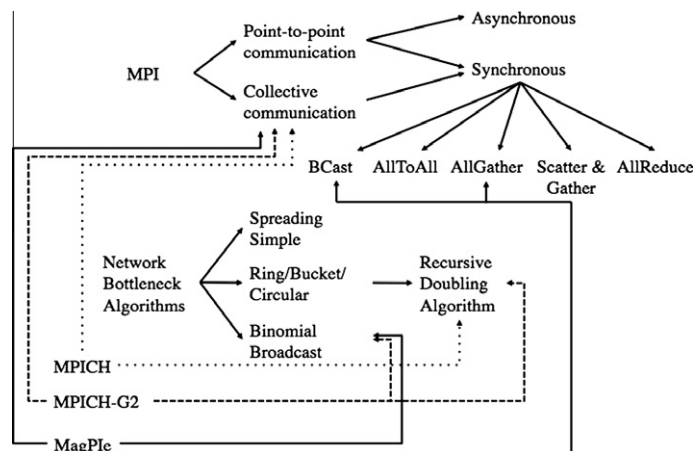 Asynchronous
Point-to-point
communication
MPI
Synchronous
Collective
communication
BCast
AllToAll
AllGather
Scatter &
Gather
AllReduce
Spreading
Simple
Network
Bottleneck
Algorithms
Ring/Bucket/
Circular
Recursive
Doubling
Algorithm
Binomial
Broadcast
MPICH
MPICH-G2
MagPIe